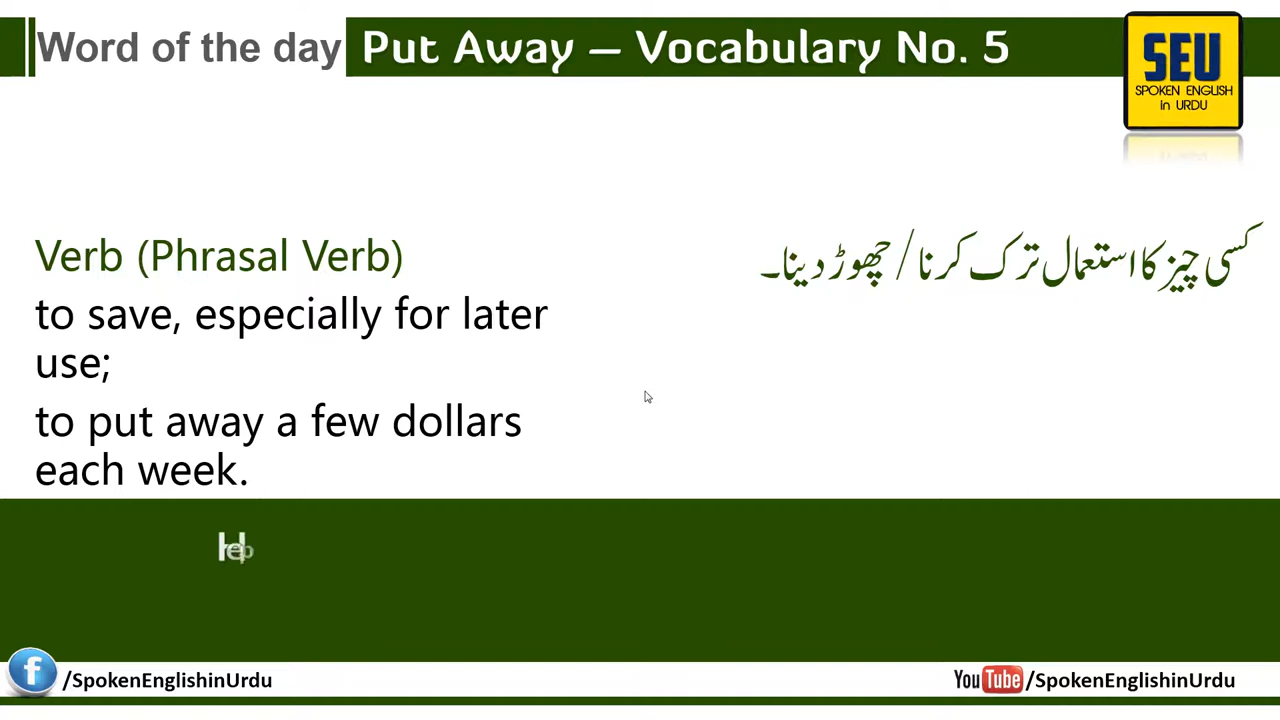 Word of the day Put Away – Vocabulary No. 5
SEU
SPOKEN ENGLISH
in URDU
Verb (Phrasal Verb)
کسی چیز کا استعمال ترک کرنا / چھوڑ دینا۔
to save, especially for later
use;
to put away a few dollars
each week.
f /SpokenEnglishinUrdu
YouTube /SpokenEnglishinUrdu